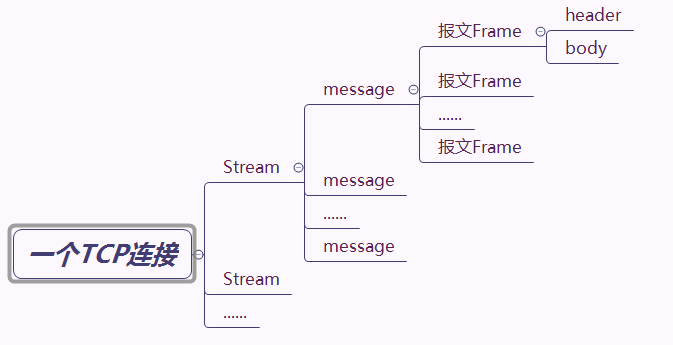 一个TCP连接
Stream
message
报文Frame
header
body
报文Frame
......
报文Frame
message
......
message
Stream
......